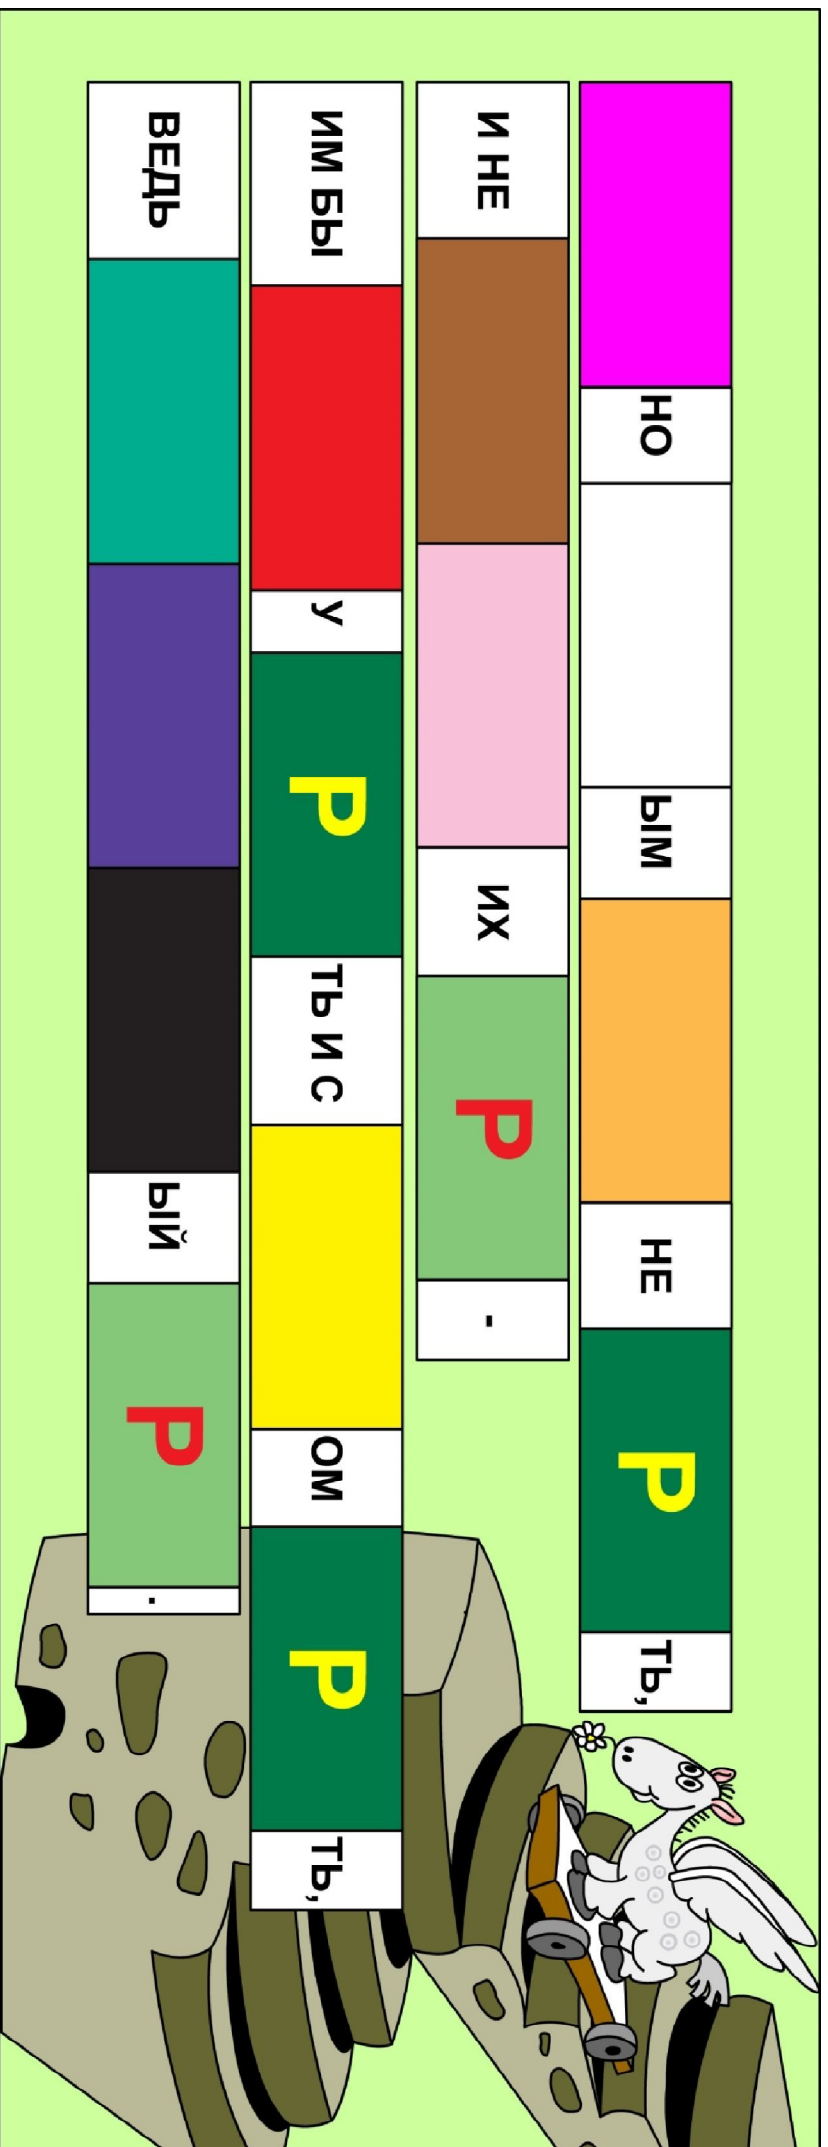 НО ЫМ НЕ Р ТЬ,
И НЕ ИХ Р -
ИМ БЫ У Р ТЬ И С ОМ Р ТЬ,
ВЕДЬ ЫЙ Р .